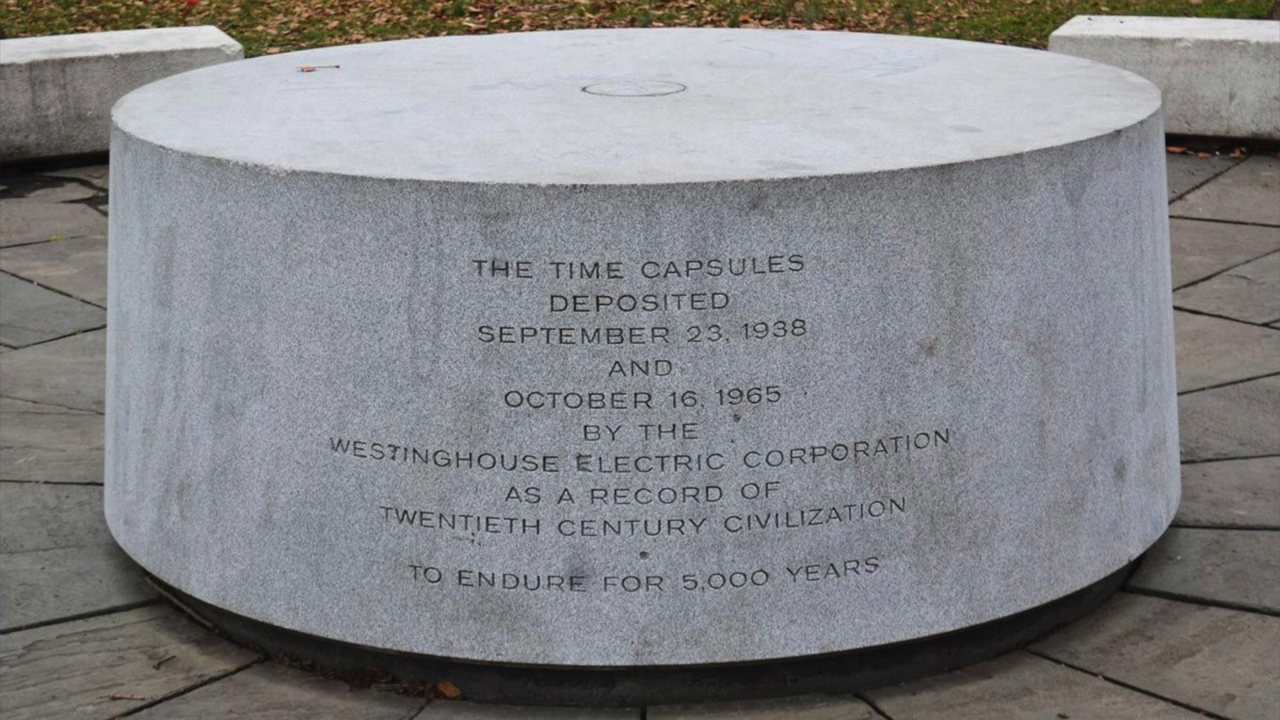 THE TIME CAPSULES
DEPOSITED
SEPTEMBER 23, 1938
AND
OCTOBER 16, 1965
BY THE
WESTINGHOUSE ELECTRIC CORPORATION
AS A RECORD OF
TWENTIETH CENTURY CIVILIZATION
TO ENDURE FOR 5,000 YEARS